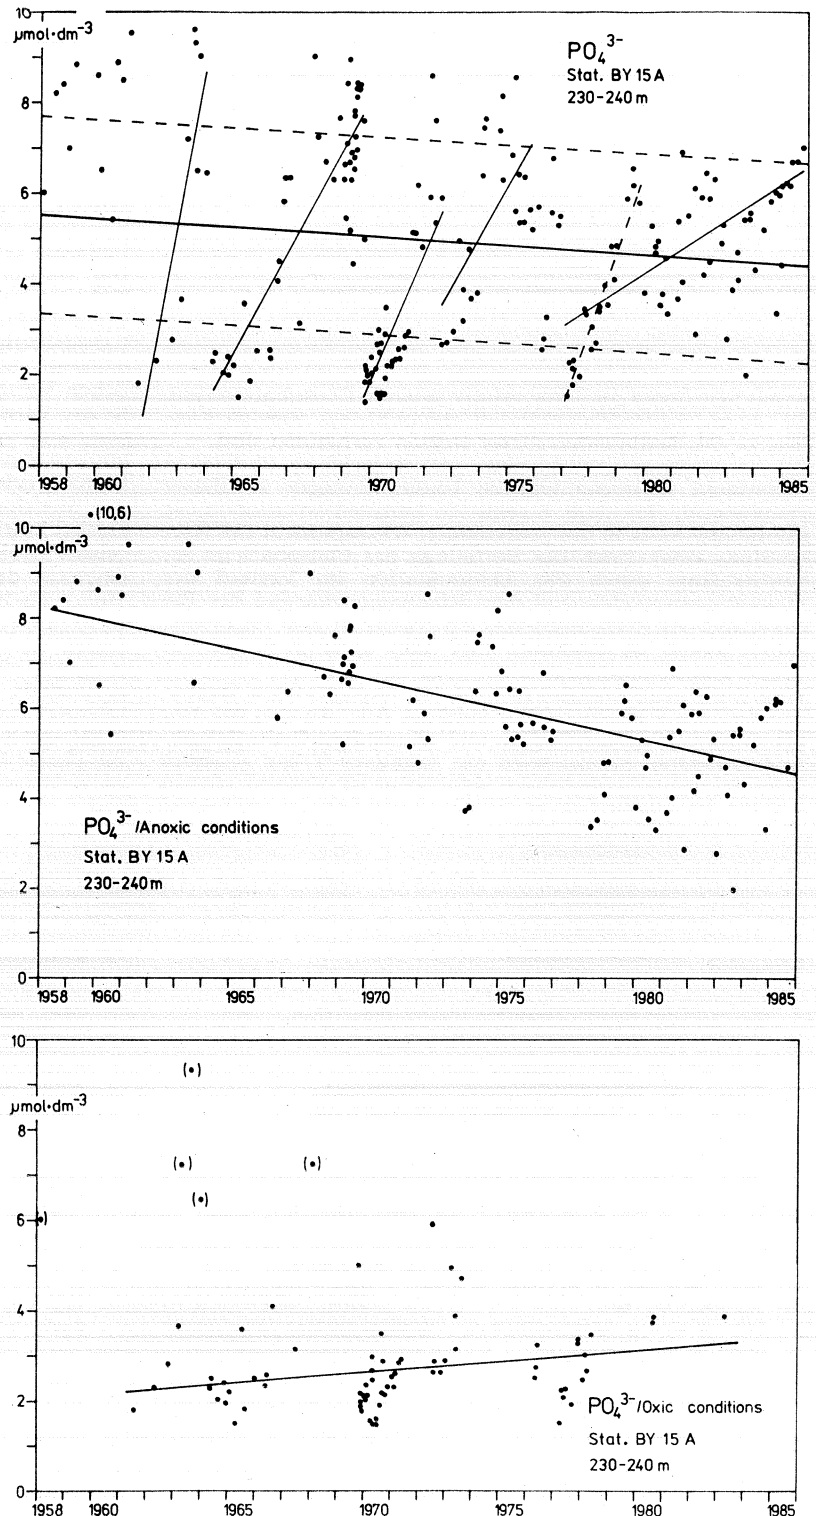 10
µmol·dm⁻³
PO₄³⁻
Stat. BY 15 A
230-240 m
8
6
4
2
0
1958 1960 1965 1970 1975 1980 1985
•(10,6)
10
µmol·dm⁻³
8
6
4
PO₄³⁻/Anoxic conditions
Stat. BY 15 A
230-240 m
2
0
1958 1960 1965 1970 1975 1980 1985
10
µmol·dm⁻³
8
6
4
2
PO₄³⁻/Oxic conditions
Stat. BY 15 A
230-240 m
0
1958 1960 1965 1970 1975 1980 1985